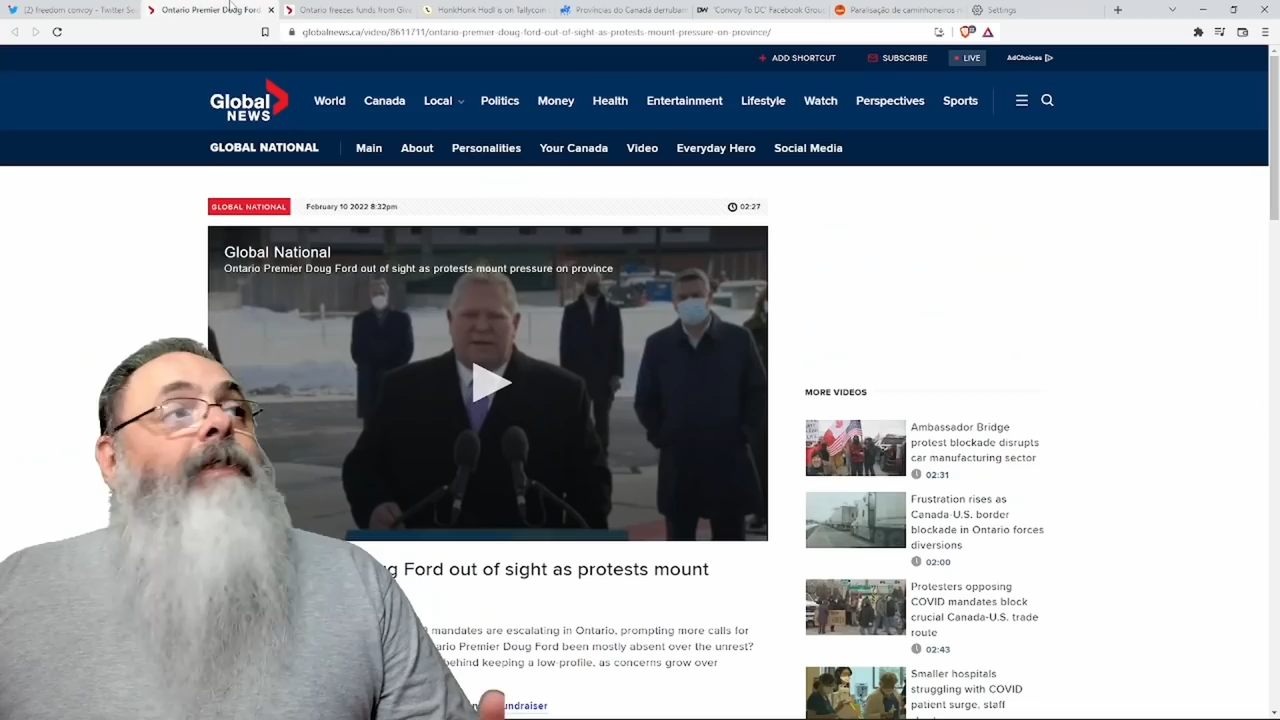 (2) freedom convoy - Twitter Se
Ontario Premier Doug Ford
Ontario freezes funds from Give
HonkHonk Hodl is on Tallycoin
Províncias do Canadá derrubam
'Convoy To DC' Facebook Grou
Paralisação de caminhoneiros n
Settings
globalnews.ca/video/8611711/ontario-premier-doug-ford-out-of-sight-as-protests-mount-pressure-on-province/
ADD SHORTCUT
SUBSCRIBE
LIVE
AdChoices
Global NEWS
World
Canada
Local
Politics
Money
Health
Entertainment
Lifestyle
Watch
Perspectives
Sports
GLOBAL NATIONAL
Main
About
Personalities
Your Canada
Video
Everyday Hero
Social Media
GLOBAL NATIONAL
February 10 2022 8:32pm
02:27
Global National
Ontario Premier Doug Ford out of sight as protests mount pressure on province
g Ford out of sight as protests mount
mandates are escalating in Ontario, prompting more calls for
ario Premier Doug Ford been mostly absent over the unrest?
behind keeping a low-profile, as concerns grow over
undraiser
MORE VIDEOS
Ambassador Bridge
protest blockade disrupts
car manufacturing sector
02:31
Frustration rises as
Canada-U.S. border
blockade in Ontario forces
diversions
02:00
Protesters opposing
COVID mandates block
crucial Canada-U.S. trade
route
02:43
Smaller hospitals
struggling with COVID
patient surge, staff